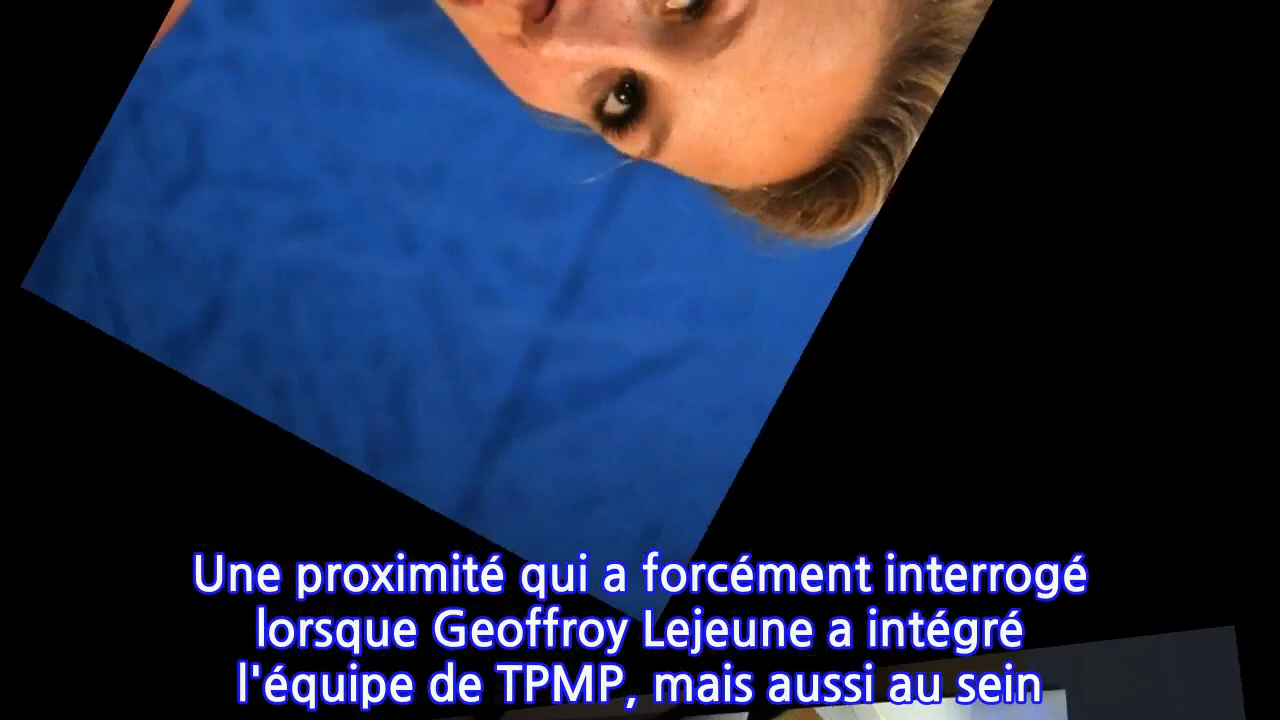 Une proximité qui a forcément interrogé
lorsque Geoffroy Lejeune a intégré
l'équipe de TPMP, mais aussi au sein